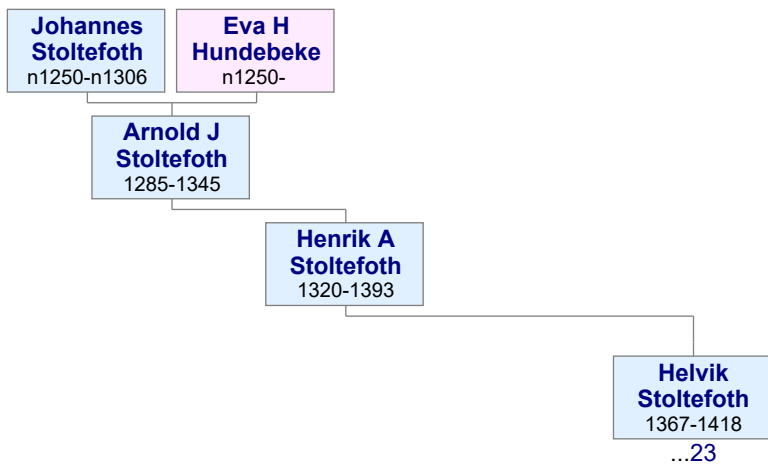 Johannes
Stoltefoth
n1250-n1306
Eva H
Hundebeke
n1250-
Arnold J
Stoltefoth
1285-1345
Henrik A
Stoltefoth
1320-1393
Helvik
Stoltefoth
1367-1418
...23